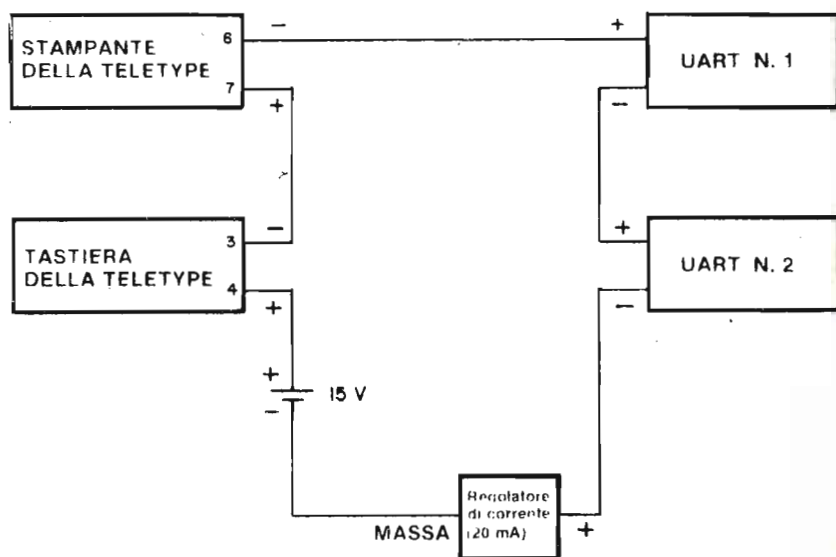 STAMPANTE
DELLA TELETYPE
6
7
−
+
+
−
UART N. 1
TASTIERA
DELLA TELETYPE
3
4
−
+
+
−
UART N. 2
+
−
15 V
MASSA
Regolatore
di corrente
(20 mA)
+